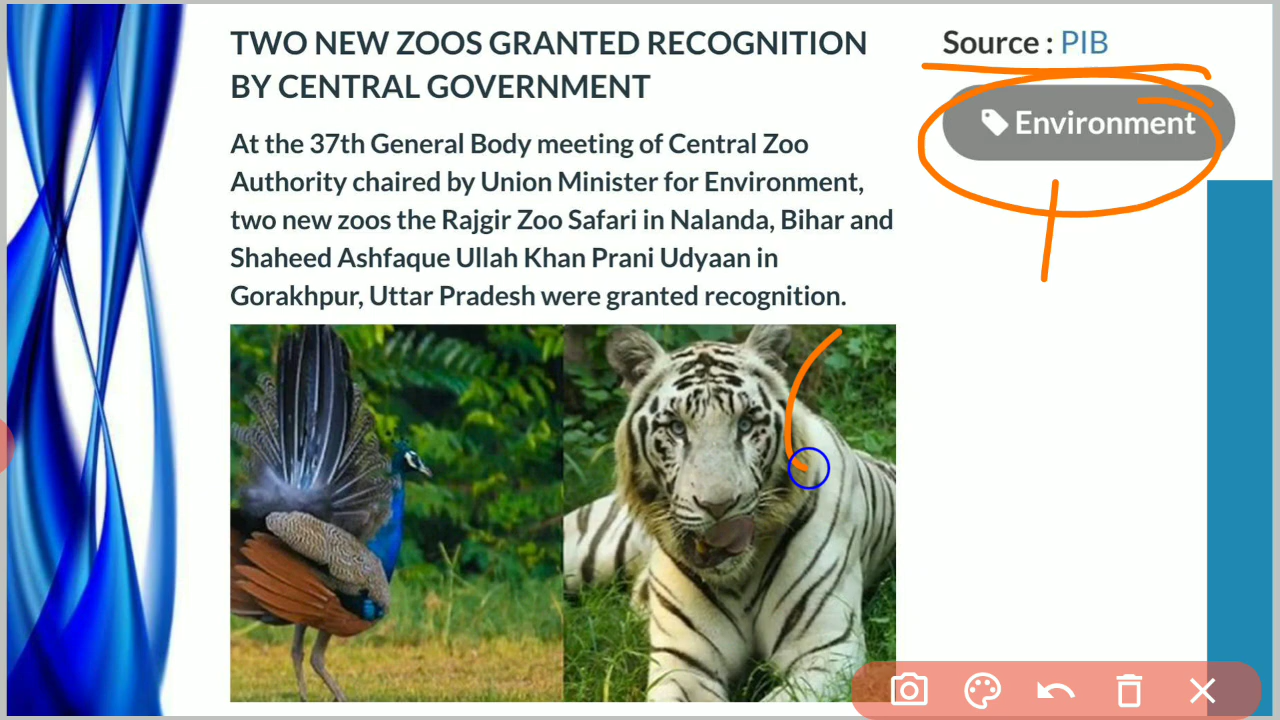 TWO NEW ZOOS GRANTED RECOGNITION
BY CENTRAL GOVERNMENT
Source : PIB
Environment
At the 37th General Body meeting of Central Zoo
Authority chaired by Union Minister for Environment,
two new zoos the Rajgir Zoo Safari in Nalanda, Bihar and
Shaheed Ashfaque Ullah Khan Prani Udyaan in
Gorakhpur, Uttar Pradesh were granted recognition.